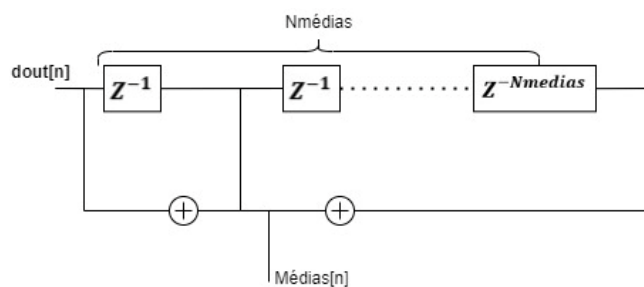 Nmédias
dout[n]
Z⁻¹
Z⁻¹
Z⁻ᴺᵐᵉᵈⁱᵃˢ
Médias[n]